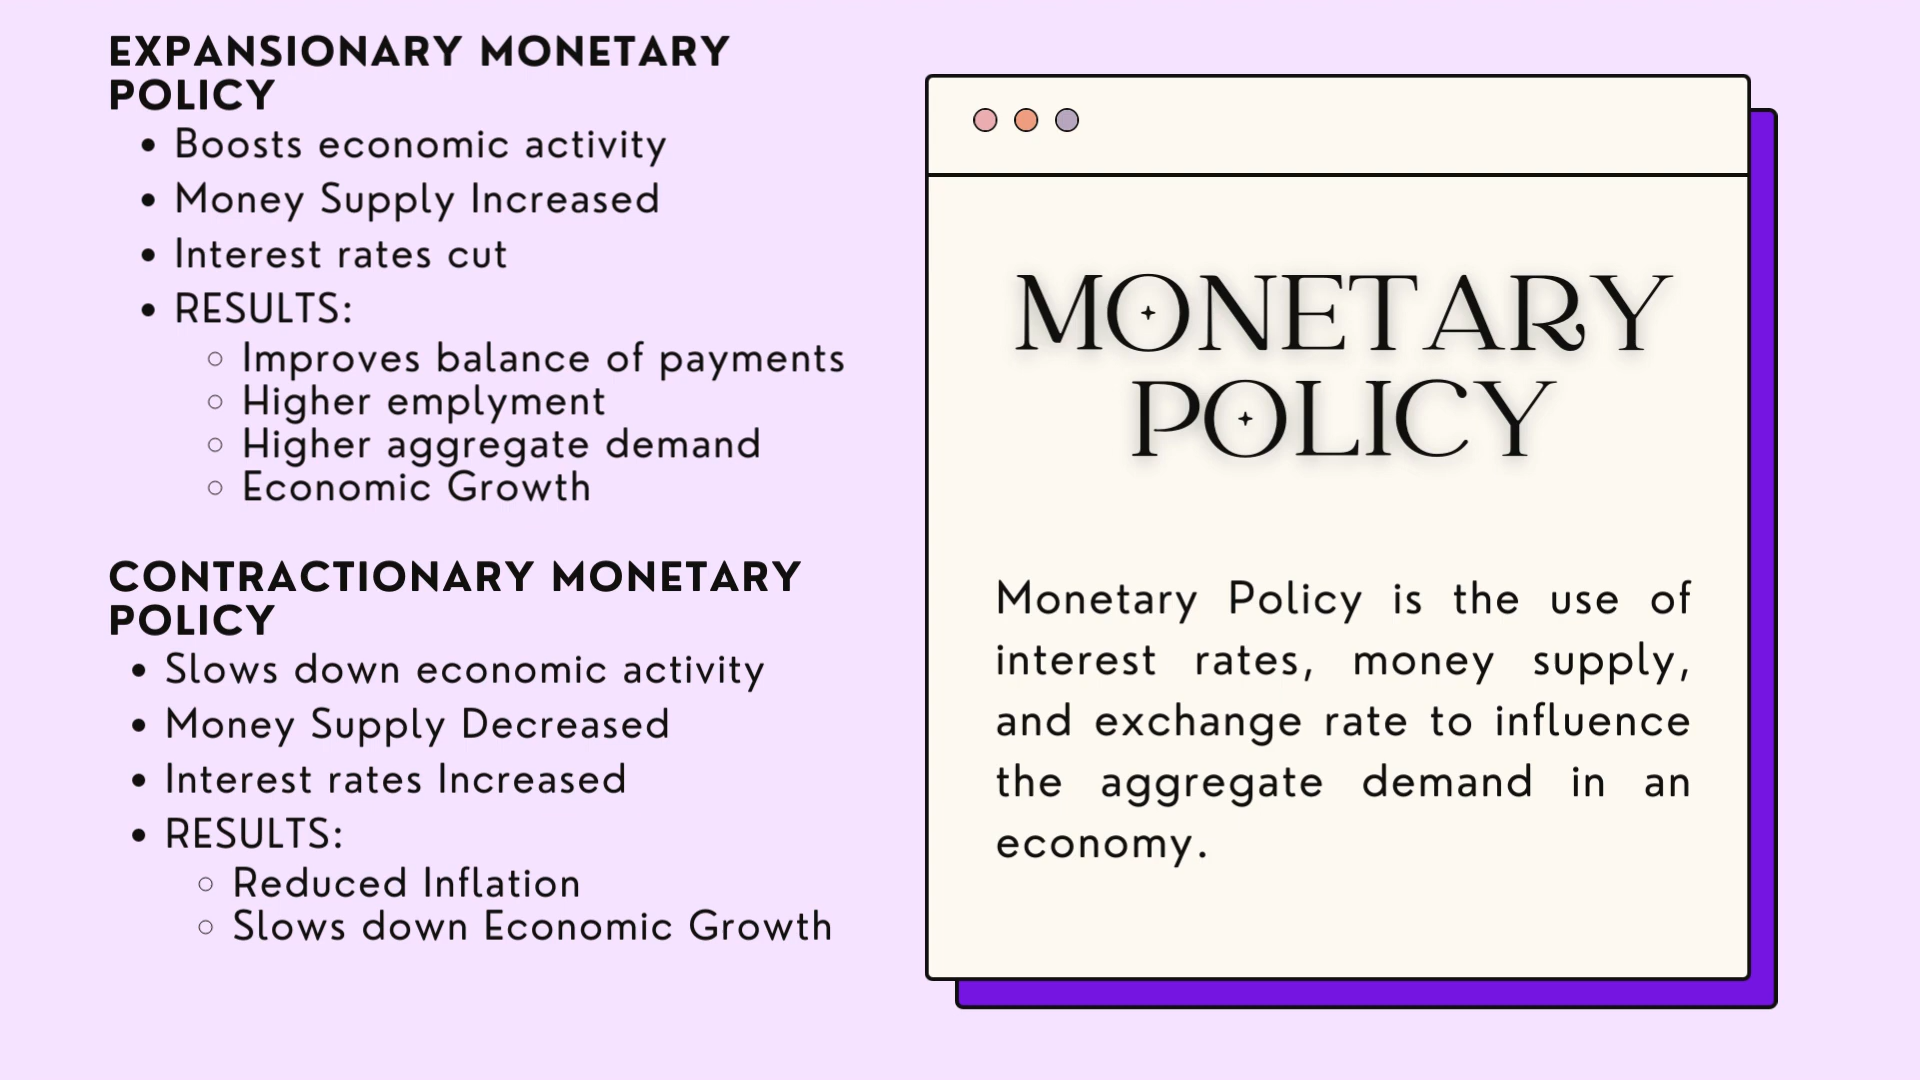 EXPANSIONARY MONETARY
POLICY
Boosts economic activity
Money Supply Increased
Interest rates cut
RESULTS:
Improves balance of payments
Higher emplyment
Higher aggregate demand
Economic Growth
CONTRACTIONARY MONETARY
POLICY
Slows down economic activity
Money Supply Decreased
Interest rates Increased
RESULTS:
Reduced Inflation
Slows down Economic Growth
MONETARY
POLICY
Monetary Policy is the use of
interest rates, money supply,
and exchange rate to influence
the aggregate demand in an
economy.